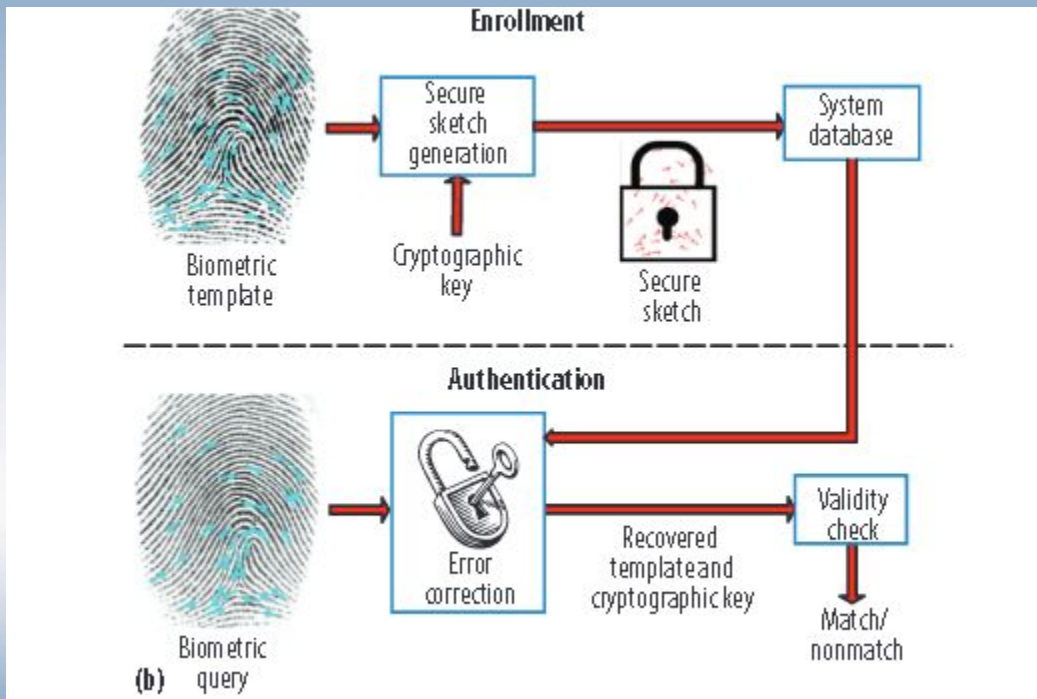 Enrollment
Biometric
template
Secure
sketch
generation
Cryptographic
key
Secure
sketch
System
database
Authentication
Biometric
query
(b)
Error
correction
Recovered
template and
cryptographic key
Validity
check
Match/
nonmatch